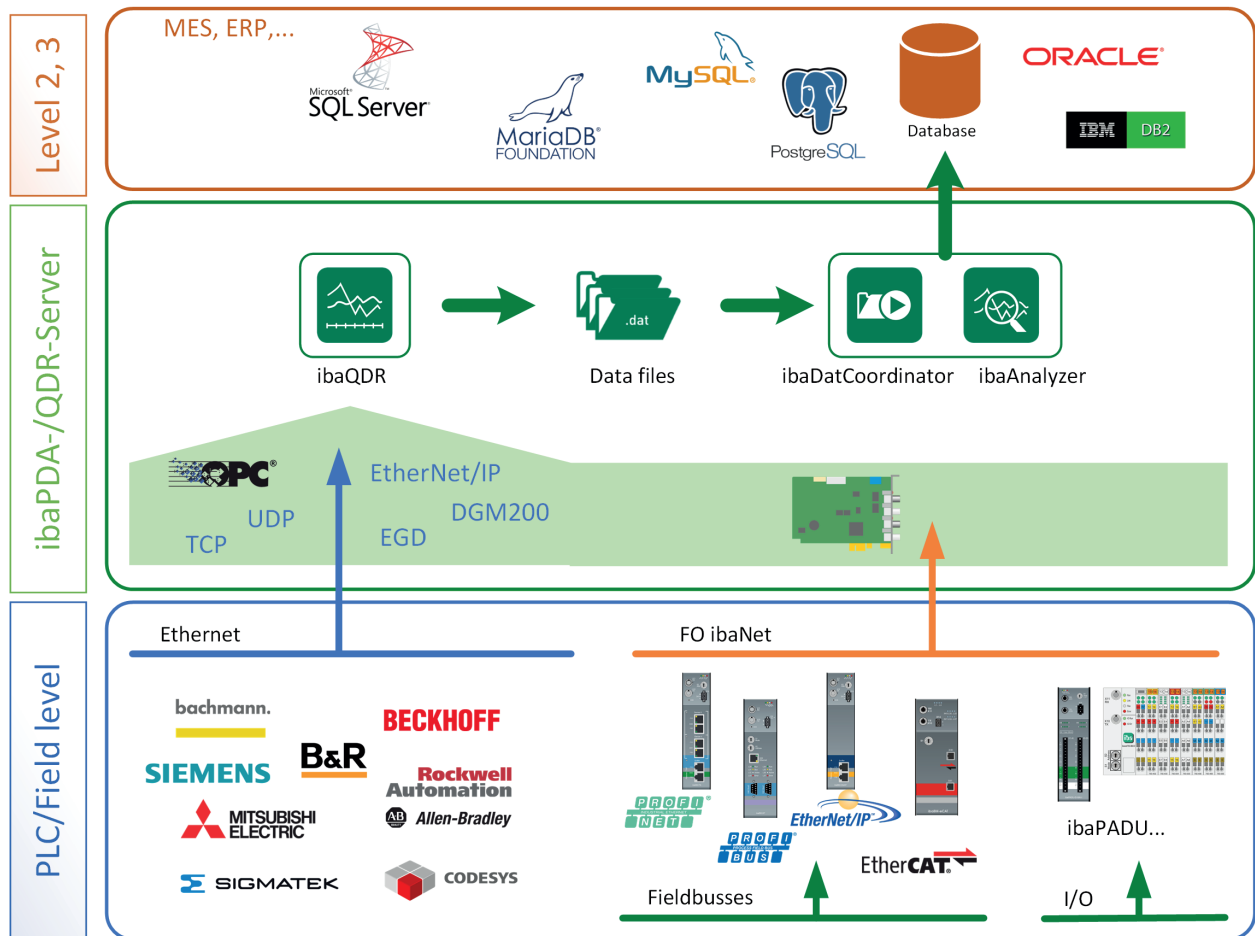 Level 2, 3
MES, ERP,...
Microsoft®
SQL Server®
MariaDB®
FOUNDATION
MySQL®
PostgreSQL
Database
ORACLE®
IBM DB2
ibaPDA-/QDR-Server
.dat
ibaQDR
Data files
ibaDatCoordinator
ibaAnalyzer
OPC®
EtherNet/IP
UDP
DGM200
TCP
EGD
PLC/Field level
Ethernet
FO ibaNet
bachmann.
BECKHOFF
B&R
SIEMENS
Rockwell
Automation
MITSUBISHI
ELECTRIC
AB Allen-Bradley
SIGMATEK
CODESYS
PROFI®
NET
PROFI®
BUS
EtherNet/IP
EtherCAT®
iba
ibaPADU...
Fieldbusses
I/O